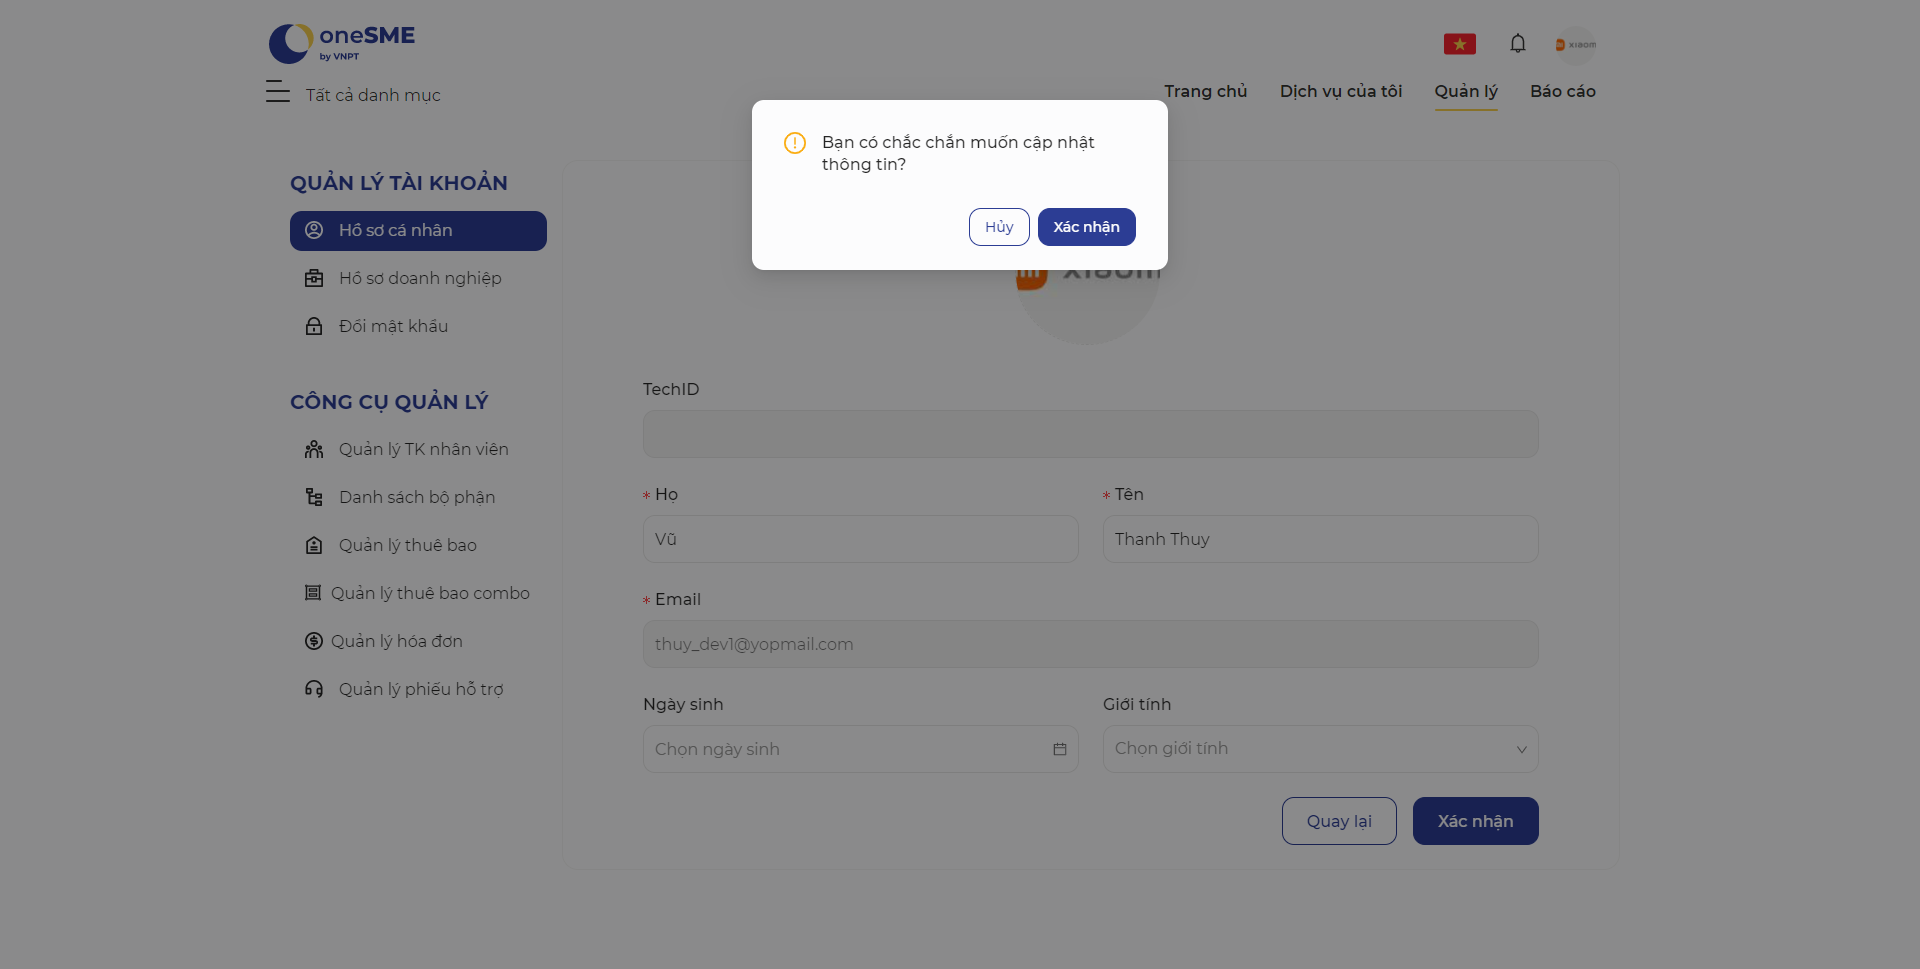 oneSME
by VNPT
xiaom
Tất cả danh mục
Trang chủ
Dịch vụ của tôi
Quản lý
Báo cáo
Bạn có chắc chắn muốn cập nhật
thông tin?
Hủy
Xác nhận
QUẢN LÝ TÀI KHOẢN
Hồ sơ cá nhân
Hồ sơ doanh nghiệp
Đổi mật khẩu
CÔNG CỤ QUẢN LÝ
Quản lý TK nhân viên
Danh sách bộ phận
Quản lý thuê bao
Quản lý thuê bao combo
Quản lý hóa đơn
Quản lý phiếu hỗ trợ
xiaom
TechID
* Họ
* Tên
Vũ
Thanh Thuy
* Email
thuy_dev1@yopmail.com
Ngày sinh
Giới tính
Chọn ngày sinh
Chọn giới tính
Quay lại
Xác nhận